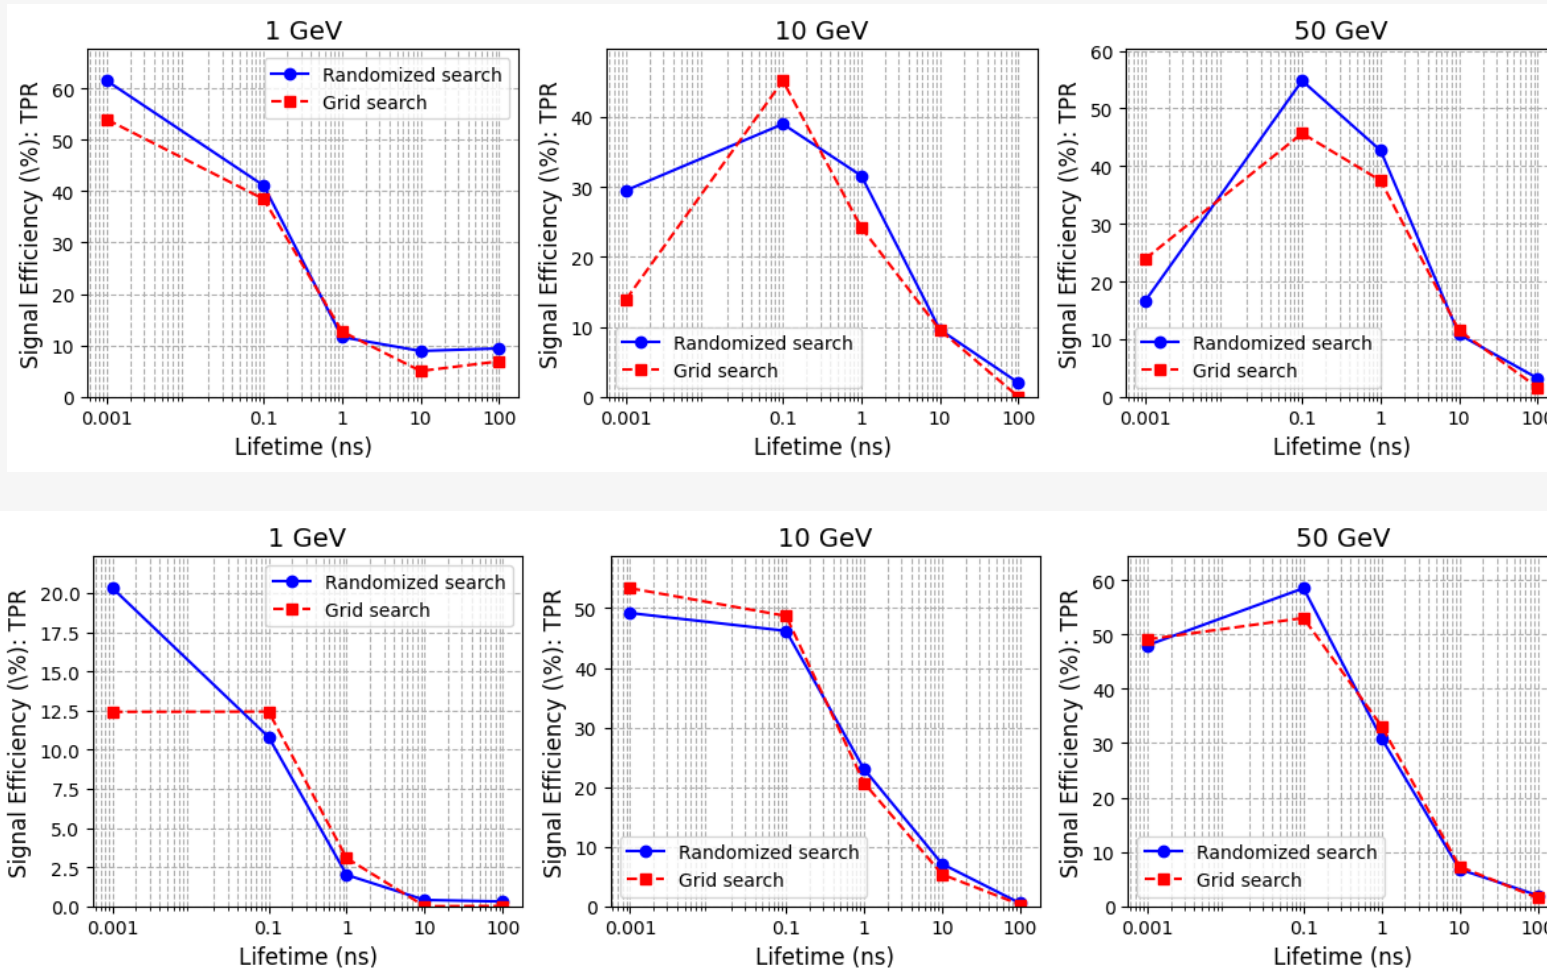 1 GeV
Signal Efficiency (\%): TPR
60
50
40
30
20
10
0
Randomized search
Grid search
0.001 0.1 1 10 100
Lifetime (ns)
10 GeV
Signal Efficiency (\%): TPR
40
30
20
10
0
Randomized search
Grid search
0.001 0.1 1 10 100
Lifetime (ns)
50 GeV
Signal Efficiency (\%): TPR
60
50
40
30
20
10
0
Randomized search
Grid search
0.001 0.1 1 10
Lifetime (ns)
1 GeV
Signal Efficiency (\%): TPR
20.0
17.5
15.0
12.5
10.0
7.5
5.0
2.5
0.0
Randomized search
Grid search
0.001 0.1 1 10 100
Lifetime (ns)
10 GeV
Signal Efficiency (\%): TPR
50
40
30
20
10
0
Randomized search
Grid search
0.001 0.1 1 10 100
Lifetime (ns)
50 GeV
Signal Efficiency (\%): TPR
60
50
40
30
20
10
0
Randomized search
Grid search
0.001 0.1 1 10
Lifetime (ns)